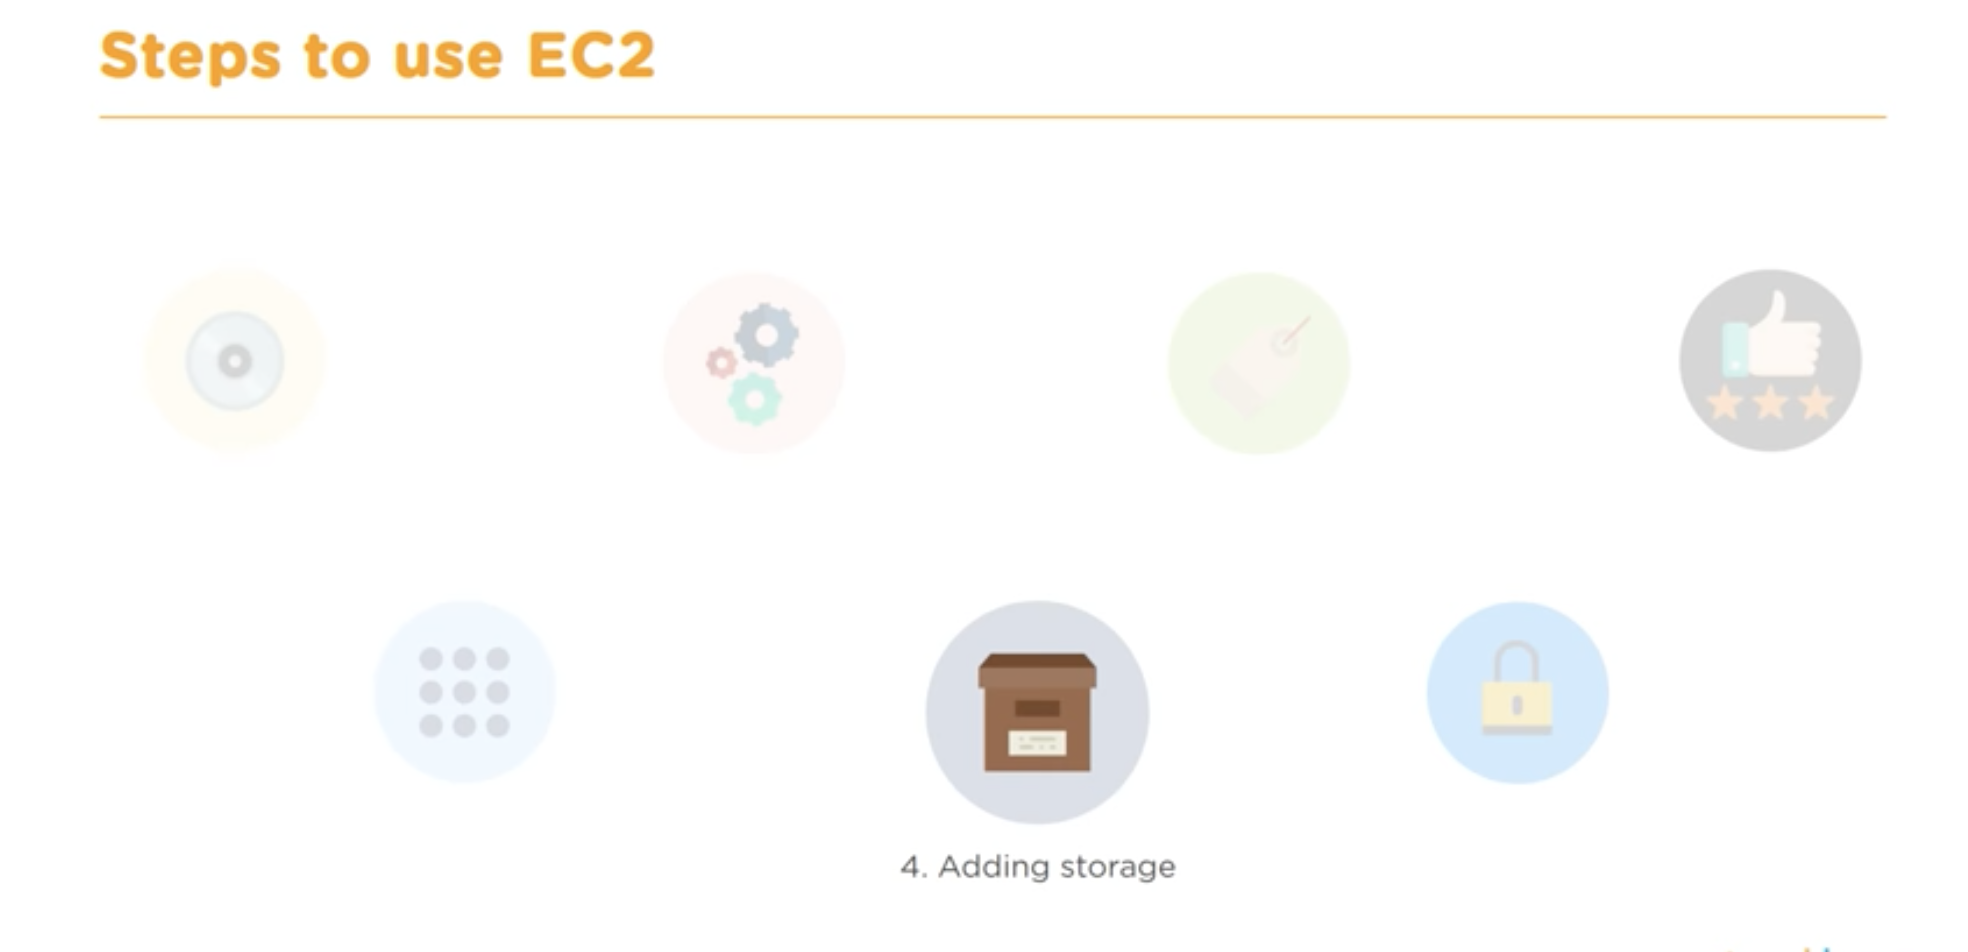 Steps to use EC2
4. Adding storage